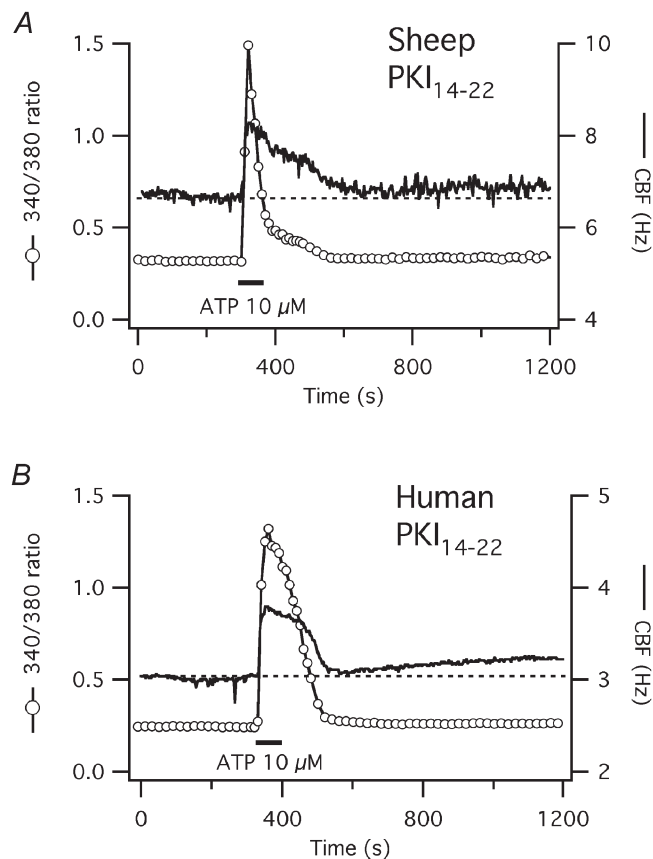 A
Sheep
PKI14-22
1.5
1.0
0.5
0.0
340/380 ratio
10
8
6
4
CBF (Hz)
ATP 10 µM
0
400
800
1200
Time (s)
B
Human
PKI14-22
1.5
1.0
0.5
0.0
340/380 ratio
5
4
3
2
CBF (Hz)
ATP 10 µM
0
400
800
1200
Time (s)